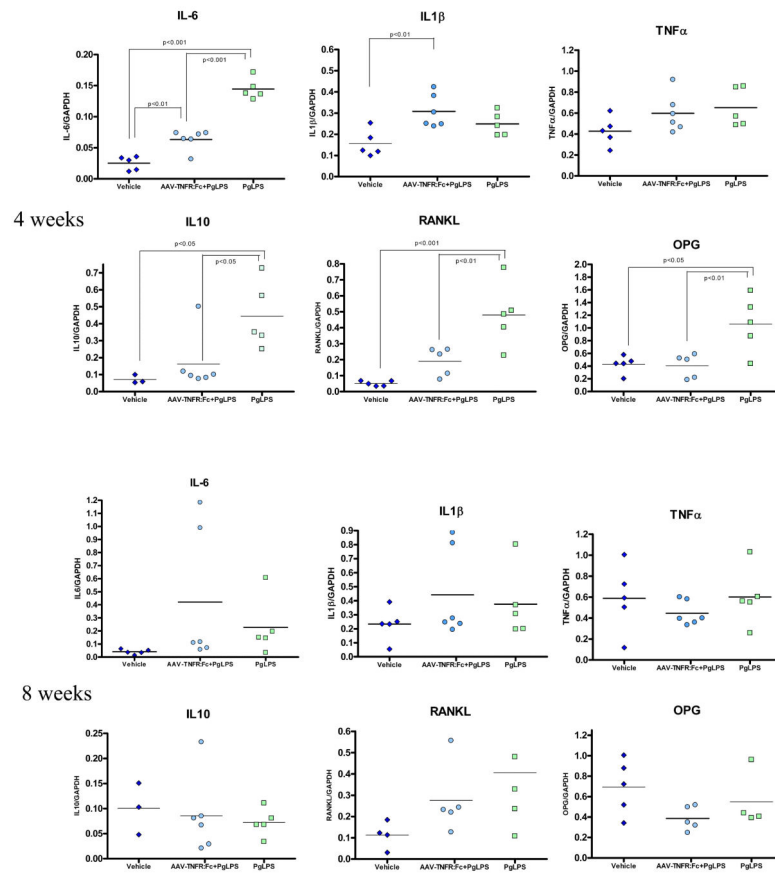 IL-6
p<0.001
p<0.001
p<0.01
IL-6/GAPDH
0.20
0.15
0.10
0.05
0.00
Vehicle AAV-TNFR:Fc+PgLPS PgLPS
IL1β
p<0.01
IL1β/GAPDH
0.6
0.5
0.4
0.3
0.2
0.1
0.0
Vehicle AAV-TNFR:Fc+PgLPS PgLPS
TNFα
TNFα/GAPDH
1.2
1.0
0.8
0.6
0.4
0.2
0.0
Vehicle AAV-TNFR:Fc+PgLPS PgLPS
4 weeks
IL10
p<0.05
p<0.05
IL10/GAPDH
0.7
0.6
0.5
0.4
0.3
0.2
0.1
0.0
Vehicle AAV-TNFR:Fc+PgLPS PgLPS
RANKL
p<0.001
p<0.01
RANKL/GAPDH
0.8
0.7
0.6
0.5
0.4
0.3
0.2
0.1
0.0
Vehicle AAV-TNFR:Fc+PgLPS PgLPS
OPG
p<0.05
p<0.01
OPG/GAPDH
2.0
1.8
1.6
1.4
1.2
1.0
0.8
0.6
0.4
0.2
0.0
Vehicle AAV-TNFR:Fc+PgLPS PgLPS
IL-6
IL6/GAPDH
1.2
1.1
1.0
0.9
0.8
0.7
0.6
0.5
0.4
0.3
0.2
0.1
0.0
Vehicle AAV-TNFR:Fc+PgLPS PgLPS
IL1β
IL1β/GAPDH
0.9
0.8
0.7
0.6
0.5
0.4
0.3
0.2
0.1
0.0
Vehicle AAV-TNFR:Fc+PgLPS PgLPS
TNFα
TNFα/GAPDH
1.2
1.0
0.8
0.6
0.4
0.2
0.0
Vehicle AAV-TNFR:Fc+PgLPS PgLPS
8 weeks
IL10
IL10/GAPDH
0.25
0.20
0.15
0.10
0.05
0.00
Vehicle AAV-TNFR:Fc+PgLPS PgLPS
RANKL
RANKL/GAPDH
0.6
0.5
0.4
0.3
0.2
0.1
0.0
Vehicle AAV-TNFR:Fc+PgLPS PgLPS
OPG
OPG/GAPDH
1.2
1.0
0.8
0.6
0.4
0.2
0.0
Vehicle AAV-TNFR:Fc+PgLPS PgLPS